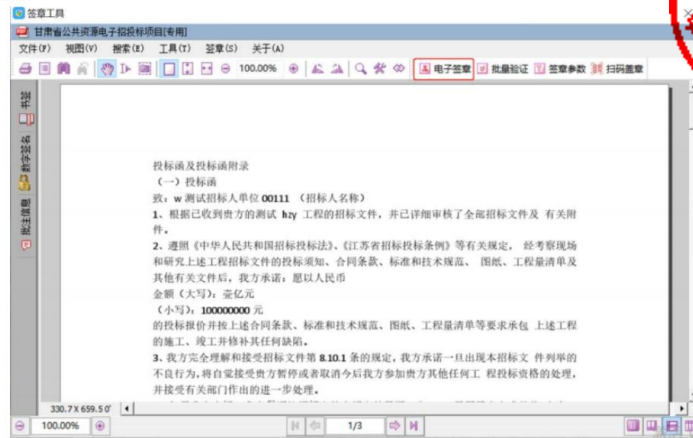 签章工具
甘肃省公共资源电子招投标项目[专用]
文件(F) 视图(V) 搜索(E) 工具(T) 签章(S) 关于(A)
100.00% 电子签章 批量验证 签章参数 扫码盖章
书签
数字签名
批注信息
投标函及投标函附录
（一）投标函
致：w 测试招标人单位 00111 （招标人名称）
1、根据已收到贵方的测试 hzy 工程的招标文件，并已详细审核了全部招标文件及 有关附
件。
2、遵照《中华人民共和国招标投标法》、《江苏省招标投标条例》等有关规定， 经考察现场
和研究上述工程招标文件的投标须知、合同条款、标准和技术规范、 图纸、工程量清单及
其他有关文件后，我方承诺：愿以人民币
金额（大写）：壹亿元
（小写）：100000000 元
的投标报价并按上述合同条款、标准和技术规范、图纸、工程量清单等要求承包 上述工程
的施工、竣工并修补其任何缺陷。
3、我方完全理解和接受招标文件第 8.10.1 条的规定，我方承诺一旦出现本招标文 件列举的
不良行为，将自觉接受贵方暂停或者取消今后我方参加贵方其他任何工 程投标资格的处理，
并接受有关部门作出的进一步处理。
330.7 X 659.5
100.00% 1/3